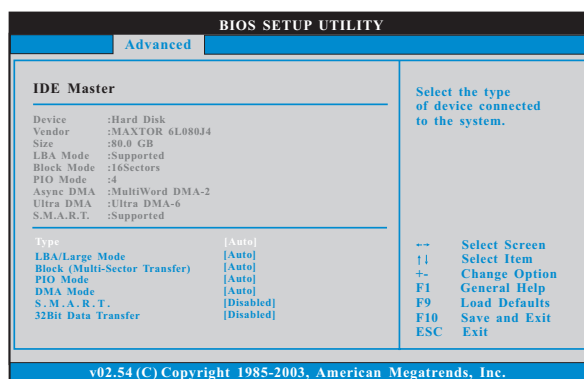 BIOS SETUP UTILITY
Advanced
IDE Master
Device :Hard Disk
Vendor :MAXTOR 6L080J4
Size :80.0 GB
LBA Mode :Supported
Block Mode :16Sectors
PIO Mode :4
Async DMA :MultiWord DMA-2
Ultra DMA :Ultra DMA-6
S.M.A.R.T. :Supported
Type [Auto]
LBA/Large Mode [Auto]
Block (Multi-Sector Transfer) [Auto]
PIO Mode [Auto]
DMA Mode [Auto]
S.M.A.R.T. [Disabled]
32Bit Data Transfer [Disabled]
Select the type
of device connected
to the system.
←→ Select Screen
↑↓ Select Item
+- Change Option
F1 General Help
F9 Load Defaults
F10 Save and Exit
ESC Exit
v02.54 (C) Copyright 1985-2003, American Megatrends, Inc.